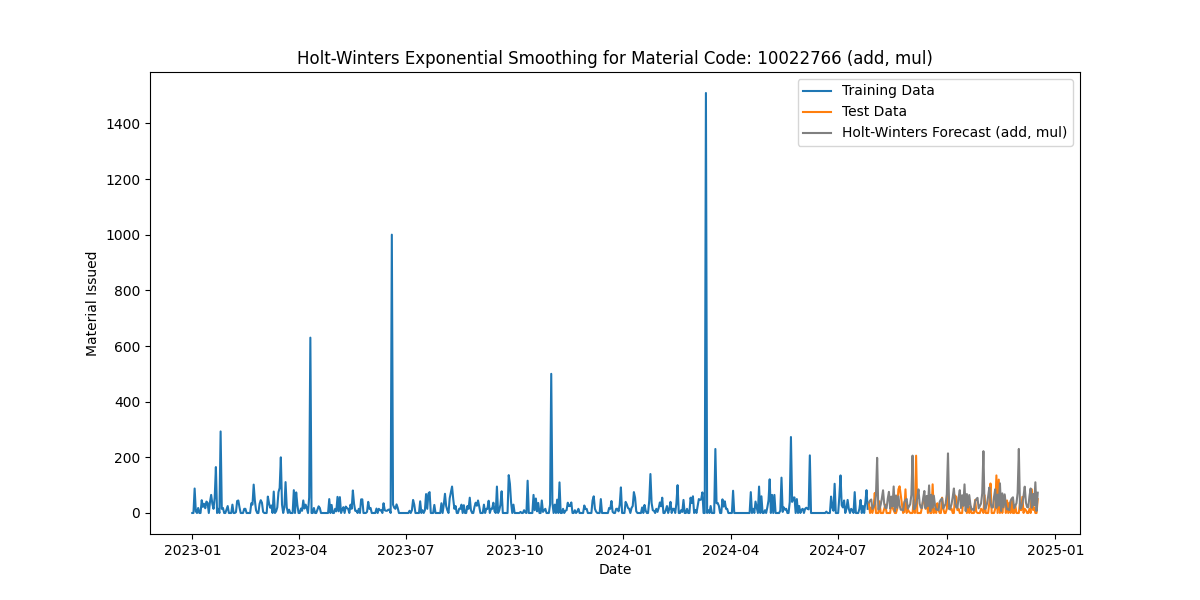 Holt-Winters Exponential Smoothing for Material Code: 10022766 (add, mul)
Training Data
Test Data
Holt-Winters Forecast (add, mul)
Material Issued
1400
1200
1000
800
600
400
200
0
2023-01
2023-04
2023-07
2023-10
2024-01
2024-04
2024-07
2024-10
2025-01
Date